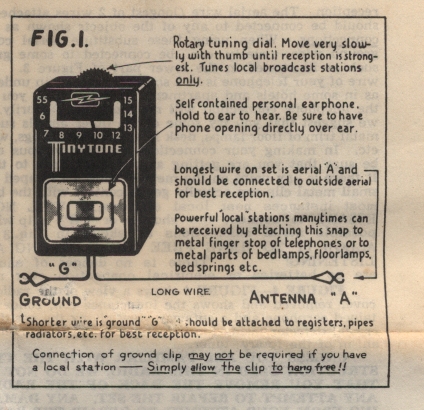 FIG.1.
Rotary tuning dial. Move very slow-
ly with thumb until reception is strong-
est. Tunes local broadcast stations
only.
Self contained personal earphone.
Hold to ear to hear. Be sure to have
phone opening directly over ear.
55 15
6 14
13
7 8 9 10 12
TINYTONE
Longest wire on set is aerial "A" and
should be connected to outside aerial
for best reception.
Powerful "local" stations manytimes can
be received by attaching this snap to
metal finger stop of telephones or to
metal parts of bedlamps, floorlamps,
bed springs etc.
"G"
GROUND
LONG WIRE
ANTENNA "A"
Shorter wire is "ground" "G" should be attached to registers, pipes
radiators, etc. for best reception.
Connection of ground clip may not be required if you have
a local station — Simply allow the clip to hang free!!